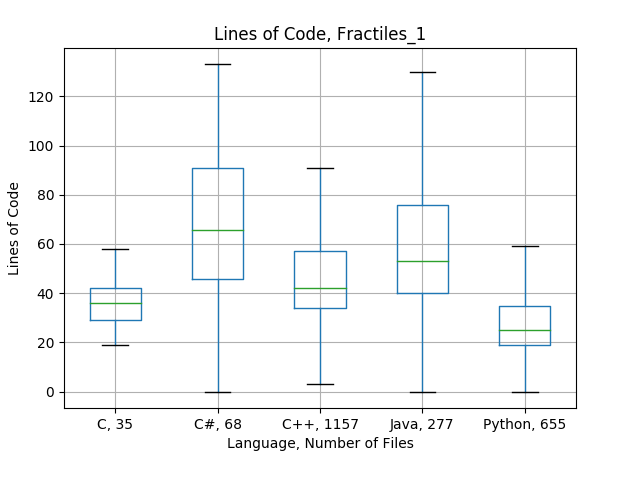 Lines of Code, Fractiles_1
Lines of Code
120
100
80
60
40
20
0
C, 35
C#, 68
C++, 1157
Java, 277
Python, 655
Language, Number of Files